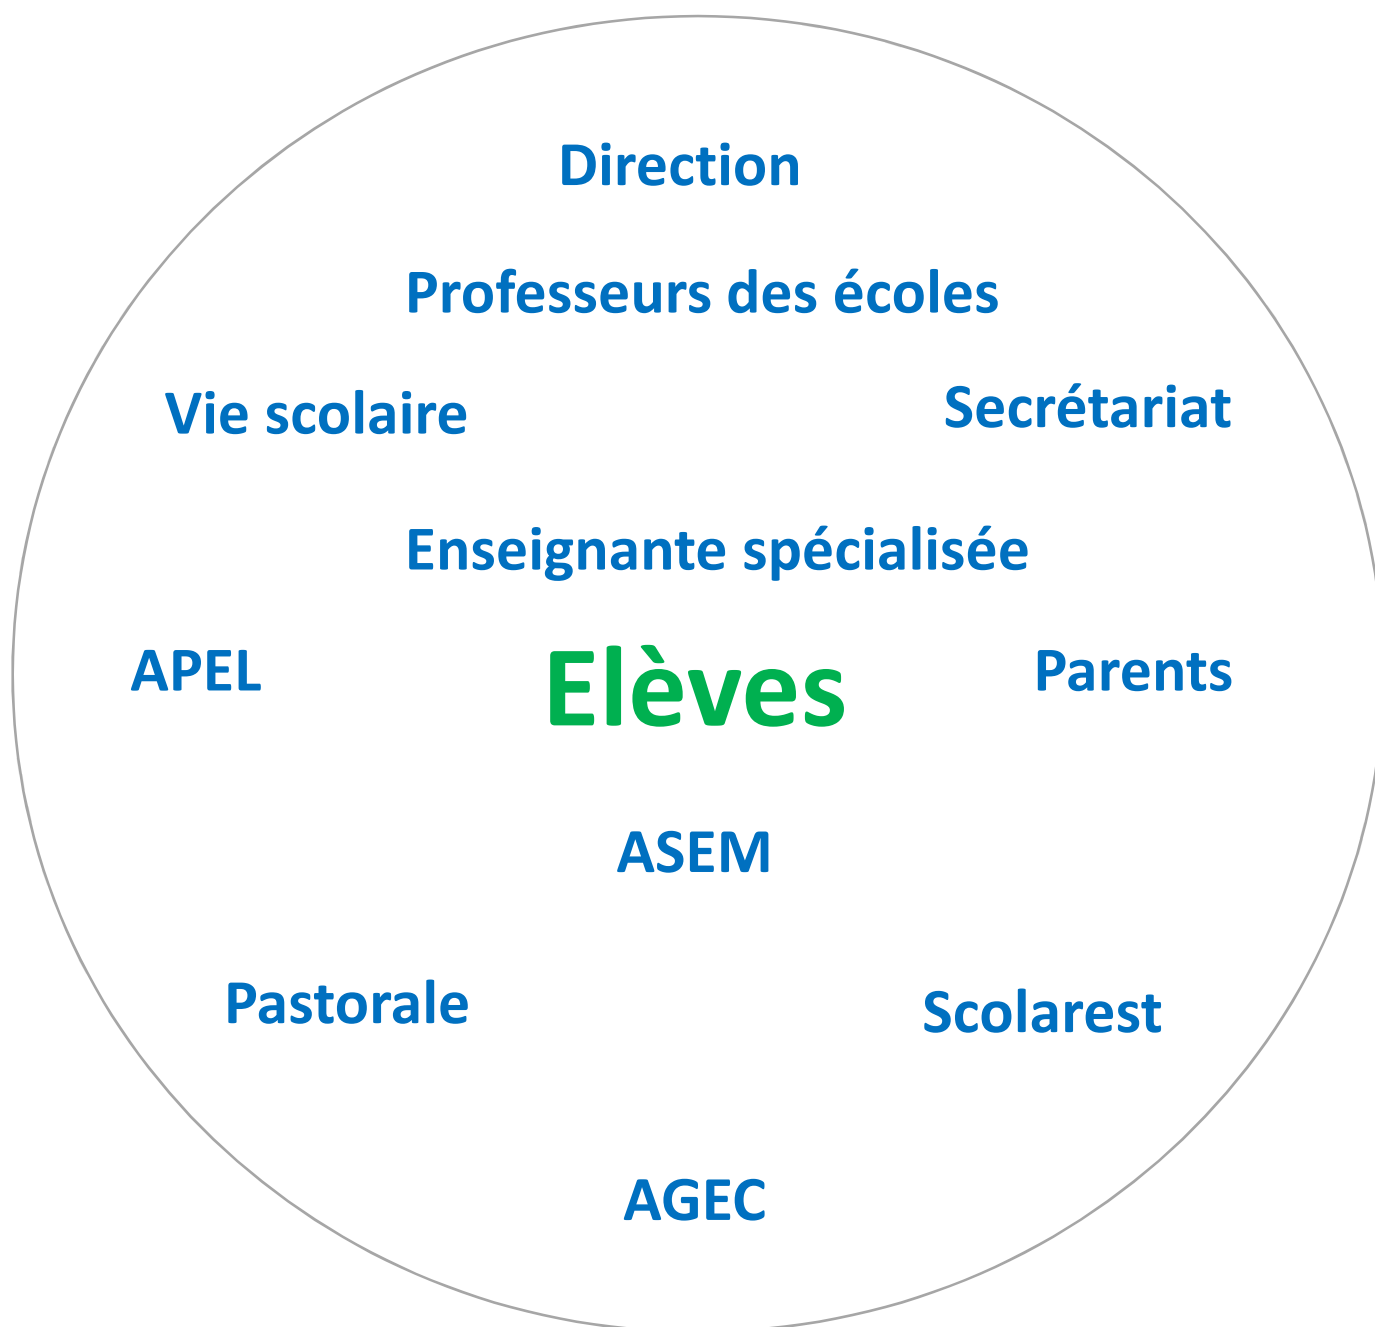 Direction
Professeurs des écoles
Vie scolaire
Secrétariat
Enseignante spécialisée
APEL
Elèves
Parents
ASEM
Pastorale
Scolarest
AGEC